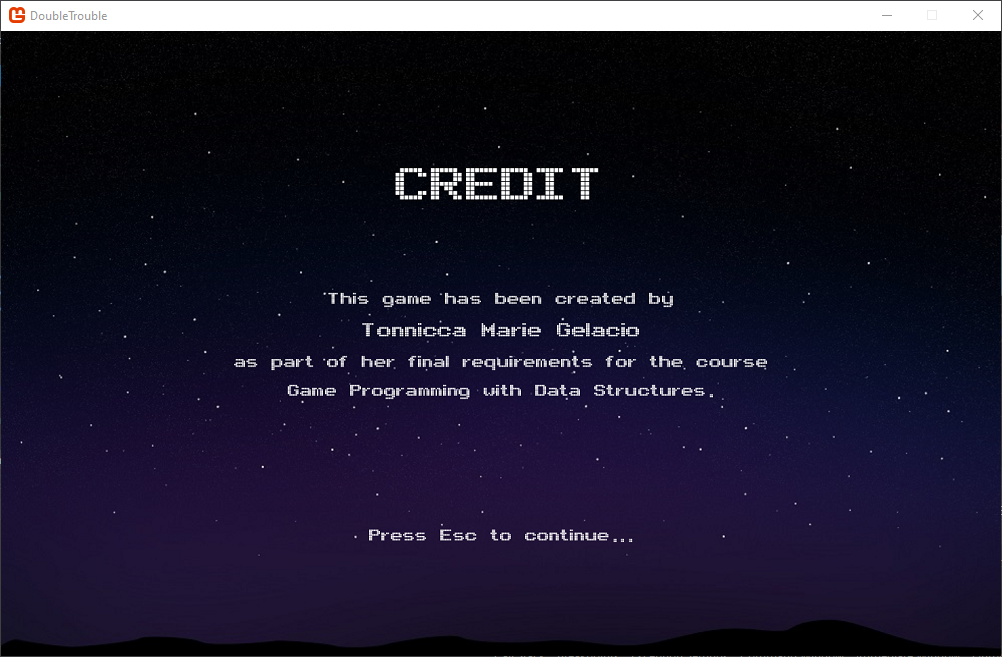 DoubleTrouble
CREDIT
This game has been created by
Tonnicca Marie Gelacio
as part of her final requirements for the course
Game Programming with Data Structures.
Press Esc to continue...